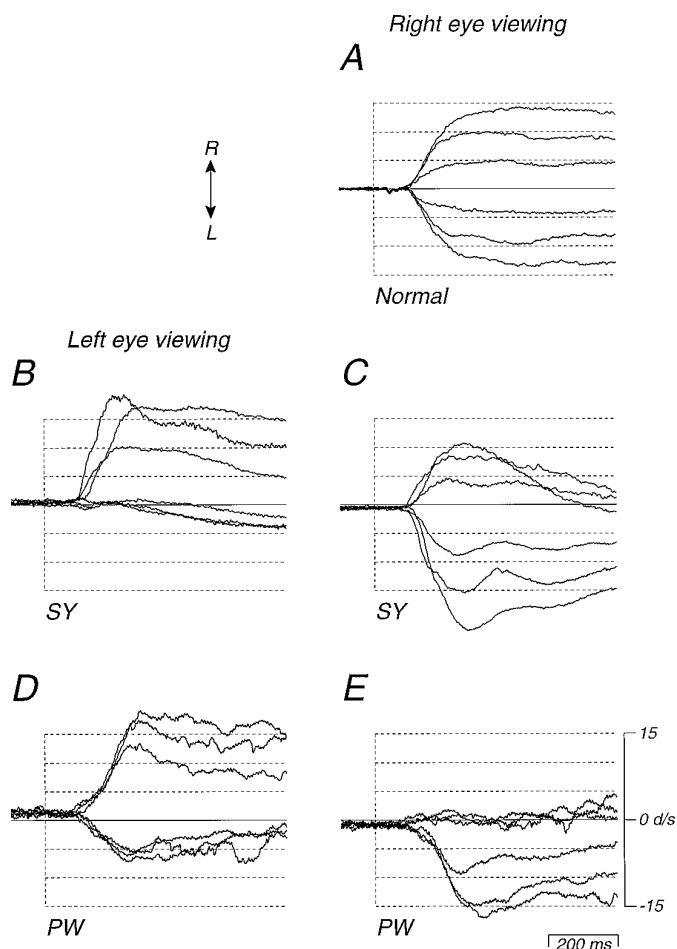 Right eye viewing
A
R
L
Normal
Left eye viewing
B
C
SY
SY
D
E
15
0 d/s
-15
PW
PW
200 ms